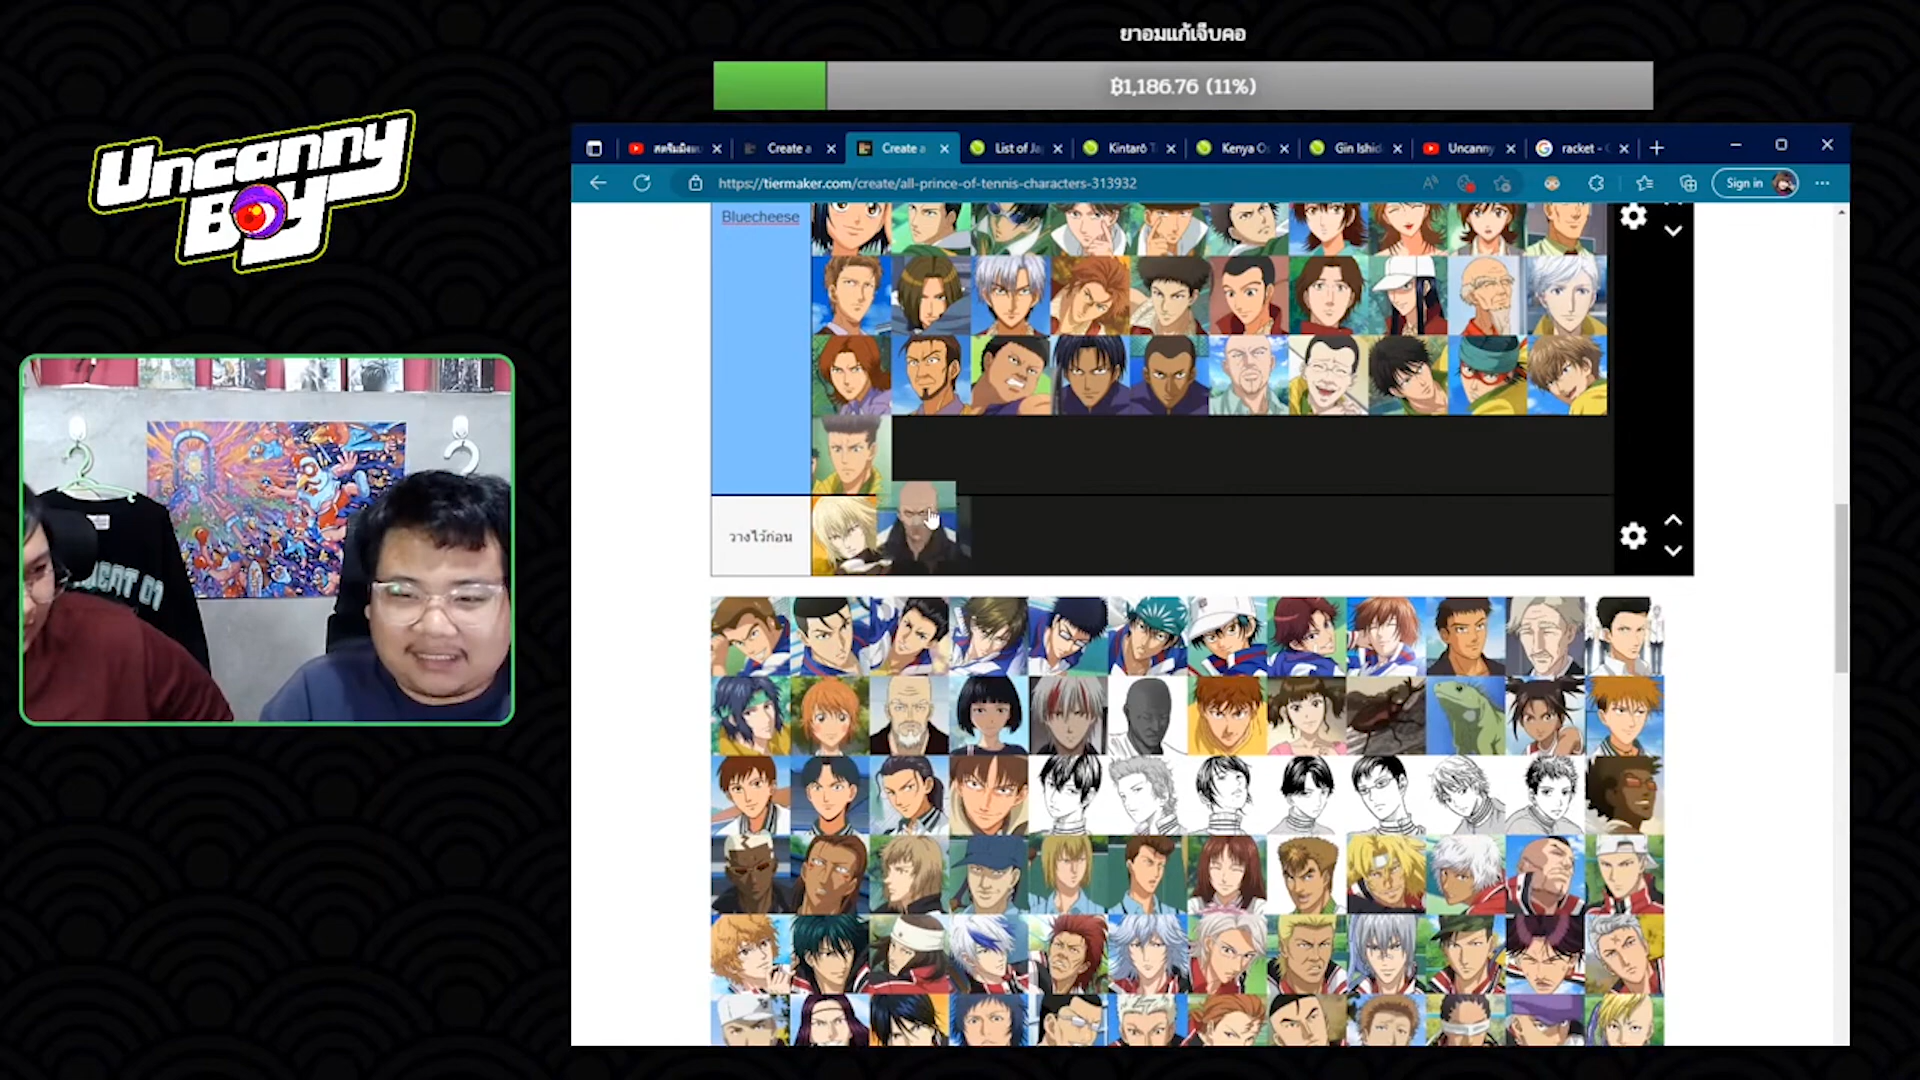 ยาอมแก้เจ็บคอ
฿1,186.76 (11%)
Uncanny
Boy
Create a
Create a
List of Ja
Kintarō T
Kenya O
Gin Ishid
Uncanny
racket -
https://tiermaker.com/create/all-prince-of-tennis-characters-313932
Sign in
Bluecheese
วางไว้ก่อน